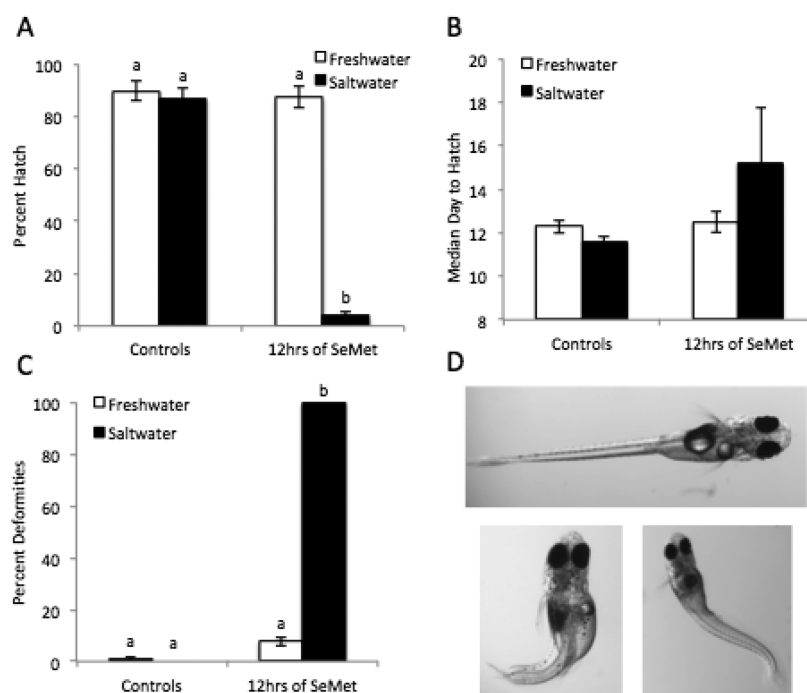 A
Percent Hatch
100
80
60
40
20
0
a
a
a
b
Freshwater
Saltwater
Controls
12hrs of SeMet
B
Median Day to Hatch
20
18
16
14
12
10
8
Freshwater
Saltwater
Controls
12hrs of SeMet
C
Percent Deformities
100
80
60
40
20
0
Freshwater
Saltwater
a
a
a
b
Controls
12hrs of SeMet
D